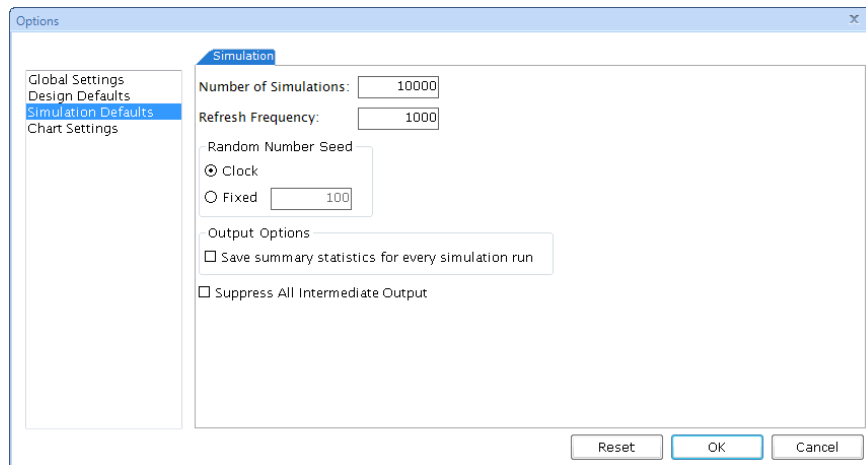 Options
x
Simulation
Global Settings
Design Defaults
Simulation Defaults
Chart Settings
Number of Simulations: 10000
Refresh Frequency: 1000
Random Number Seed
Clock
Fixed 100
Output Options
Save summary statistics for every simulation run
Suppress All Intermediate Output
Reset OK Cancel